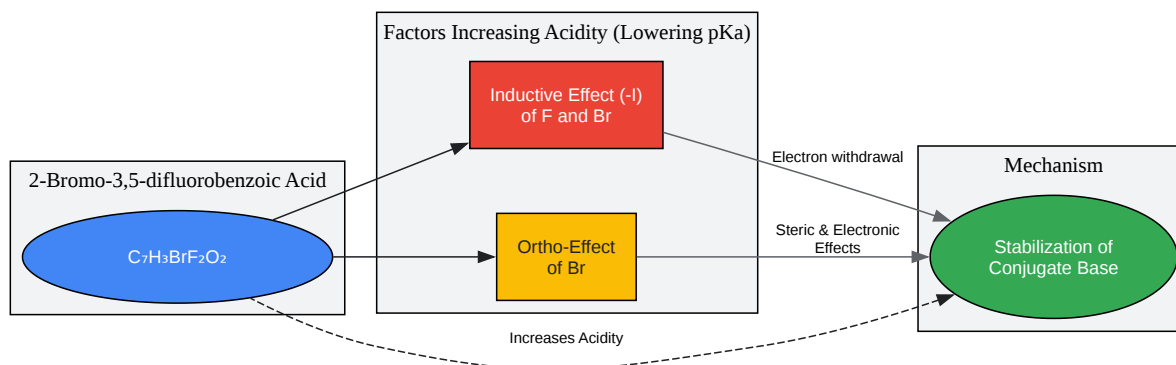 Factors Increasing Acidity (Lowering pKa)
Inductive Effect (-I)
of F and Br
Electron withdrawal
2-Bromo-3,5-difluorobenzoic Acid
Mechanism
C₇H₃BrF₂O₂
Ortho-Effect
of Br
Steric & Electronic
Effects
Stabilization of
Conjugate Base
Increases Acidity